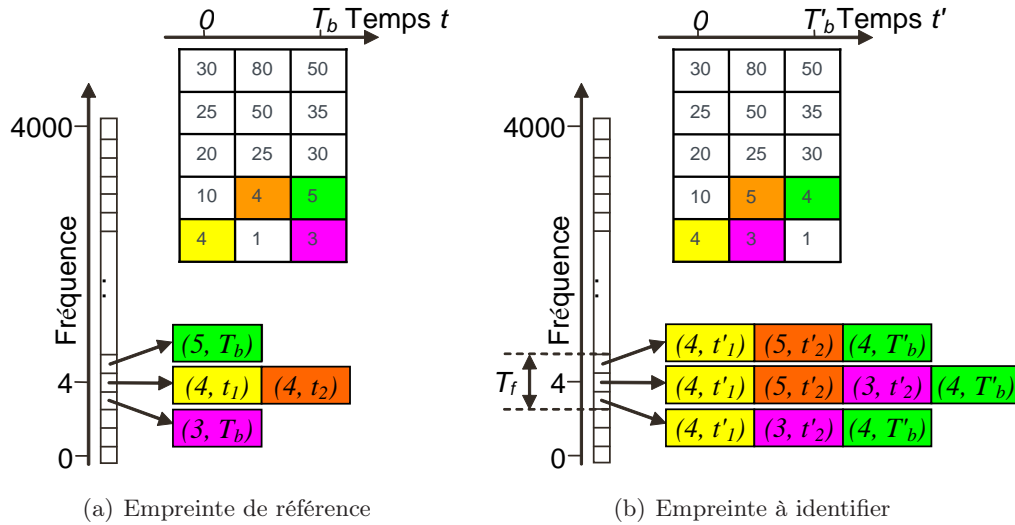 0 T_b Temps t
30 80 50
25 50 35
20 25 30
10 4 5
4 1 3
4000
Fréquence
:
(5, T_b)
4 (4, t_1) (4, t_2)
(3, T_b)
0
(a) Empreinte de référence
0 T'_b Temps t'
30 80 50
25 50 35
20 25 30
10 5 4
4 3 1
4000
Fréquence
:
(4, t'_1) (5, t'_2) (4, T'_b)
T_f 4 (4, t'_1) (5, t'_2) (3, t'_2) (4, T'_b)
(4, t'_1) (3, t'_2) (4, T'_b)
0
(b) Empreinte à identifier